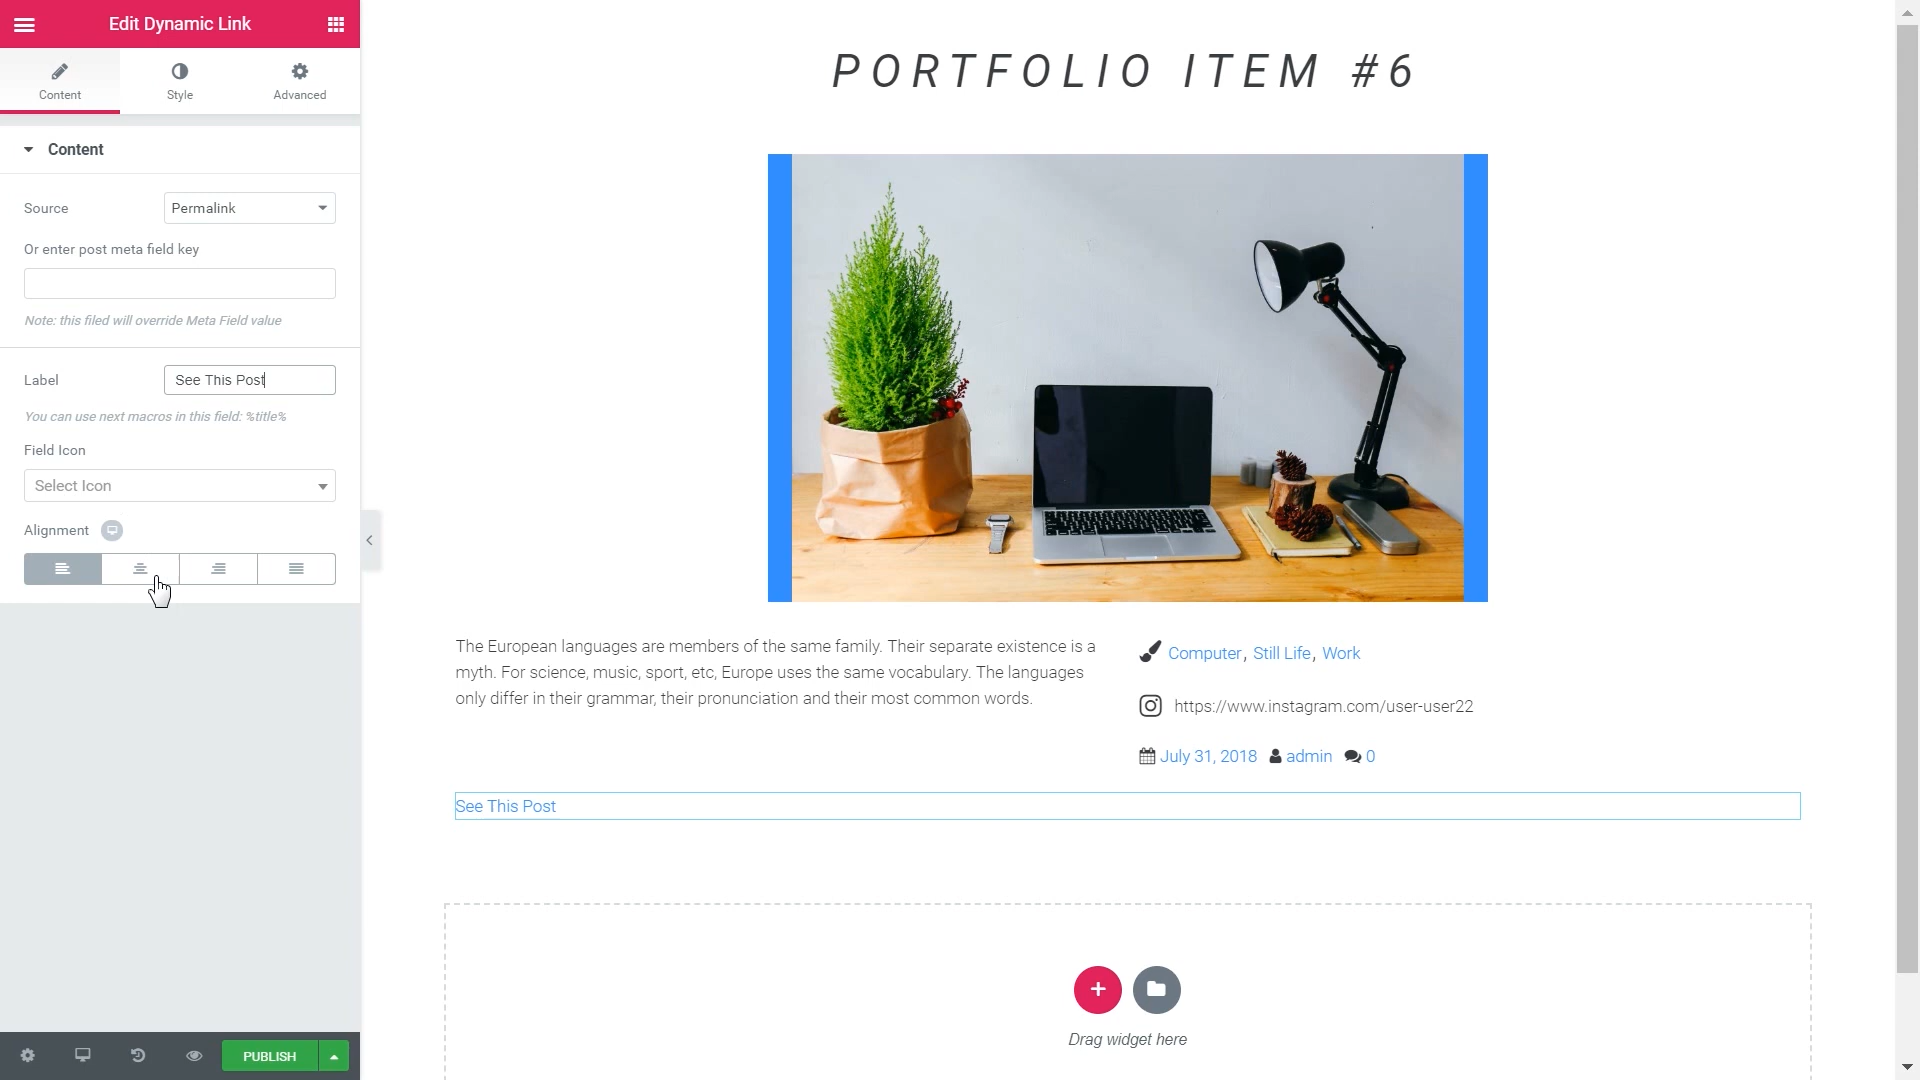 Edit Dynamic Link
Content
Style
Advanced
Content
Source
Permalink
Or enter post meta field key
Note: this filed will override Meta Field value
Label
See This Post
You can use next macros in this field: %title%
Field Icon
Select Icon
Alignment
PUBLISH
PORTFOLIO ITEM #6
The European languages are members of the same family. Their separate existence is a
myth. For science, music, sport, etc, Europe uses the same vocabulary. The languages
only differ in their grammar, their pronunciation and their most common words.
Computer, Still Life, Work
https://www.instagram.com/user-user22
July 31, 2018 admin 0
See This Post
Drag widget here